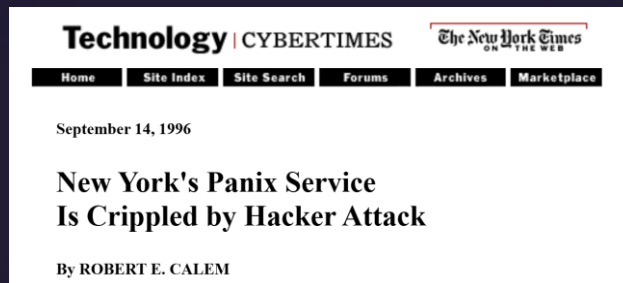 Technology | CYBERTIMES
The New York Times
ON THE WEB
Home Site Index Site Search Forums Archives Marketplace
September 14, 1996
New York's Panix Service
Is Crippled by Hacker Attack
By ROBERT E. CALEM